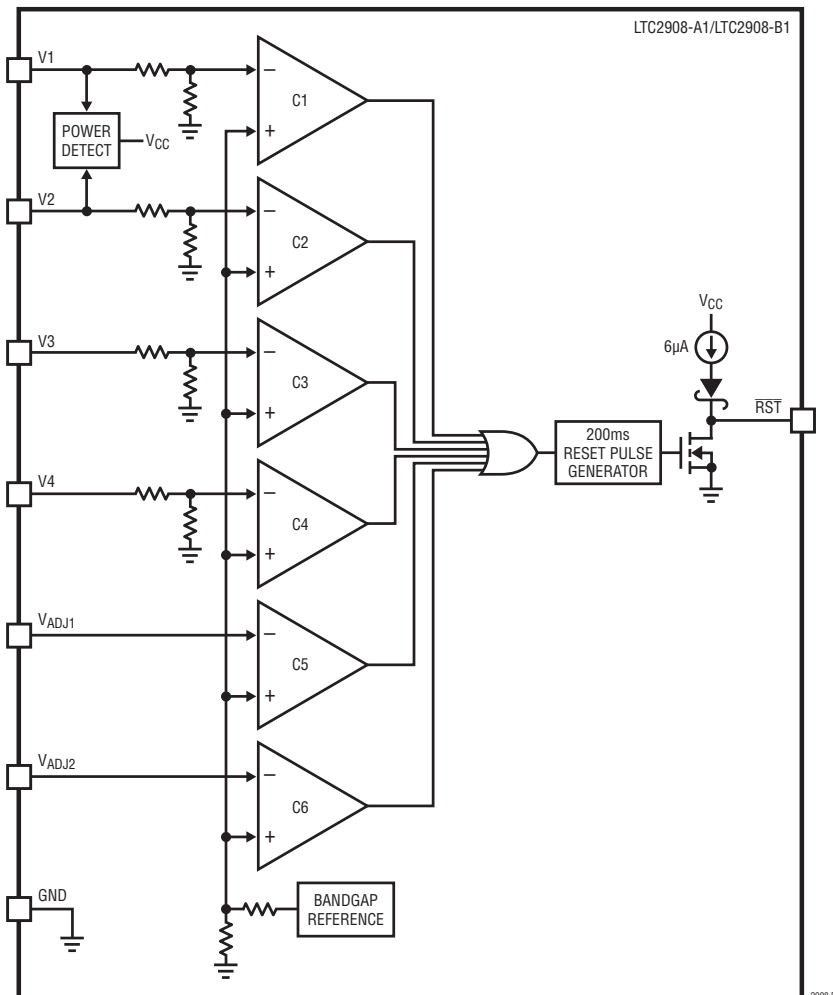 LTC2908-A1/LTC2908-B1
V1
−
C1
+
POWER
DETECT
VCC
V2
−
C2
+
V3
−
C3
+
VCC
6µA
RST
200ms
RESET PULSE
GENERATOR
V4
−
C4
+
VADJ1
−
C5
+
VADJ2
−
C6
+
GND
BANDGAP
REFERENCE